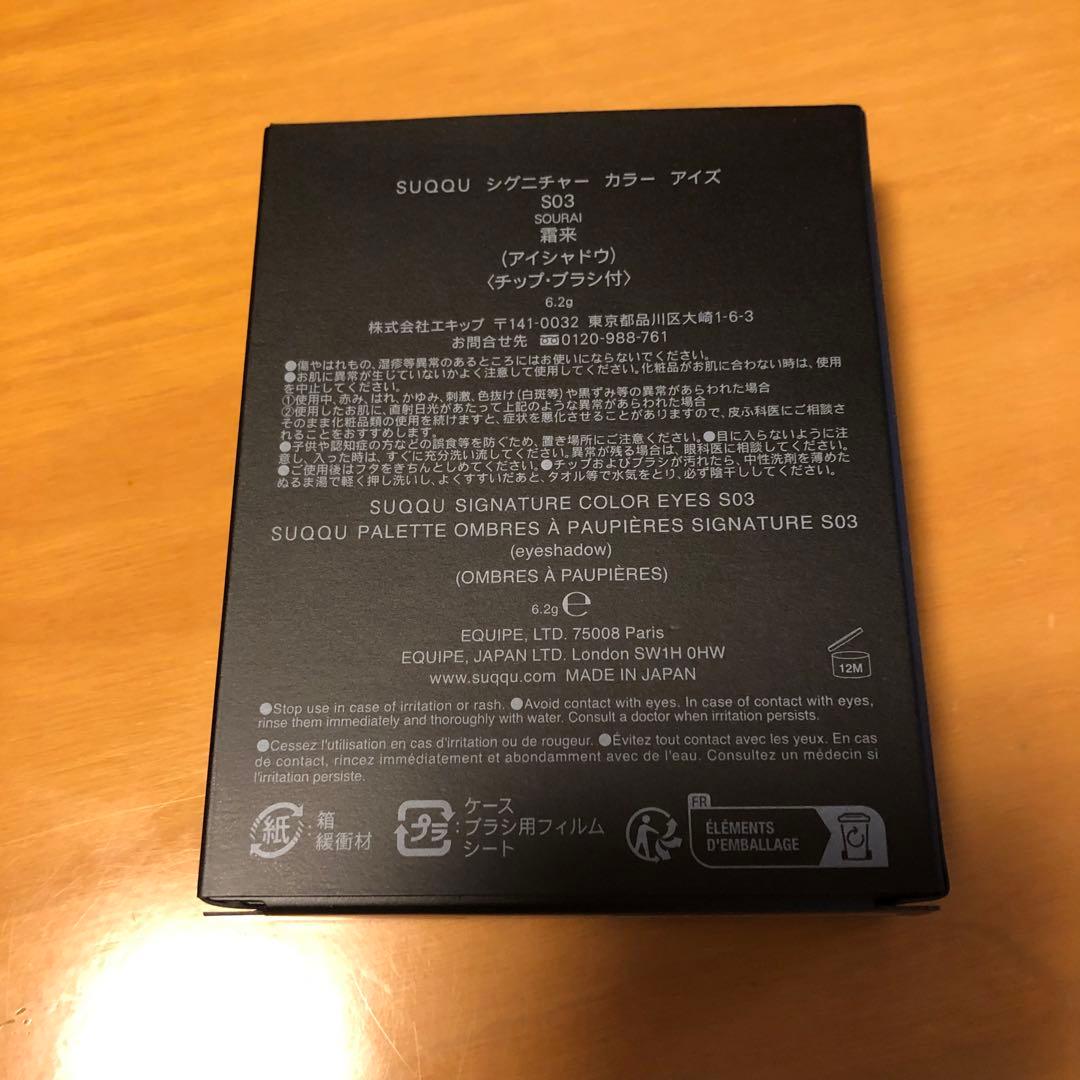 SUQQU シグニチャー カラー アイズ
S03
SOURAI
霜来
(アイシャドウ)
〈チップ・ブラシ付〉
6.2g
株式会社エキップ 〒141-0032 東京都品川区大崎1-6-3
お問合せ先 0120-988-761
●傷やはれもの、湿疹等異常のあるところにはお使いにならないでください。
●お肌に異常が生じていないかよく注意して使用してください。化粧品がお肌に合わない時は、使用
を中止してください。
①使用中、赤み、はれ、かゆみ、刺激、色抜け(白斑等)や黒ずみ等の異常があらわれた場合
②使用したお肌に、直射日光があたって上記のような異常があらわれた場合
そのまま化粧品類の使用を続けますと、症状を悪化させることがありますので、皮ふ科医にご相談さ
れることをおすすめします。
●子供や認知症の方などの誤食等を防ぐため、置き場所にご注意ください。●目に入らないように注
意し、入った時は、すぐに充分洗い流してください。異常が残る場合は、眼科医に相談してください。
●ご使用後はフタをきちんとしめてください。●チップおよびブラシが汚れたら、中性洗剤を薄めた
ぬるま湯で軽く押し洗いし、よくすすいだあと、タオル等で水気をとり、必ず陰干ししてください。
SUQQU SIGNATURE COLOR EYES S03
SUQQU PALETTE OMBRES À PAUPIÈRES SIGNATURE S03
(eyeshadow)
(OMBRES À PAUPIÈRES)
6.2g ℮
EQUIPE, LTD. 75008 Paris
EQUIPE, JAPAN LTD. London SW1H 0HW
www.suqqu.com MADE IN JAPAN
12M
●Stop use in case of irritation or rash. ●Avoid contact with eyes. In case of contact with eyes,
rinse them immediately and thoroughly with water. Consult a doctor when irritation persists.
●Cessez l'utilisation en cas d'irritation ou de rougeur. ●Évitez tout contact avec les yeux. En cas
de contact, rincez immédiatement et abondamment avec de l'eau. Consultez un médecin si
l'irritation persiste.
紙 : 箱
緩衝材
プラ : ケース
ブラシ用フィルム
シート
FR
ÉLÉMENTS
D'EMBALLAGE